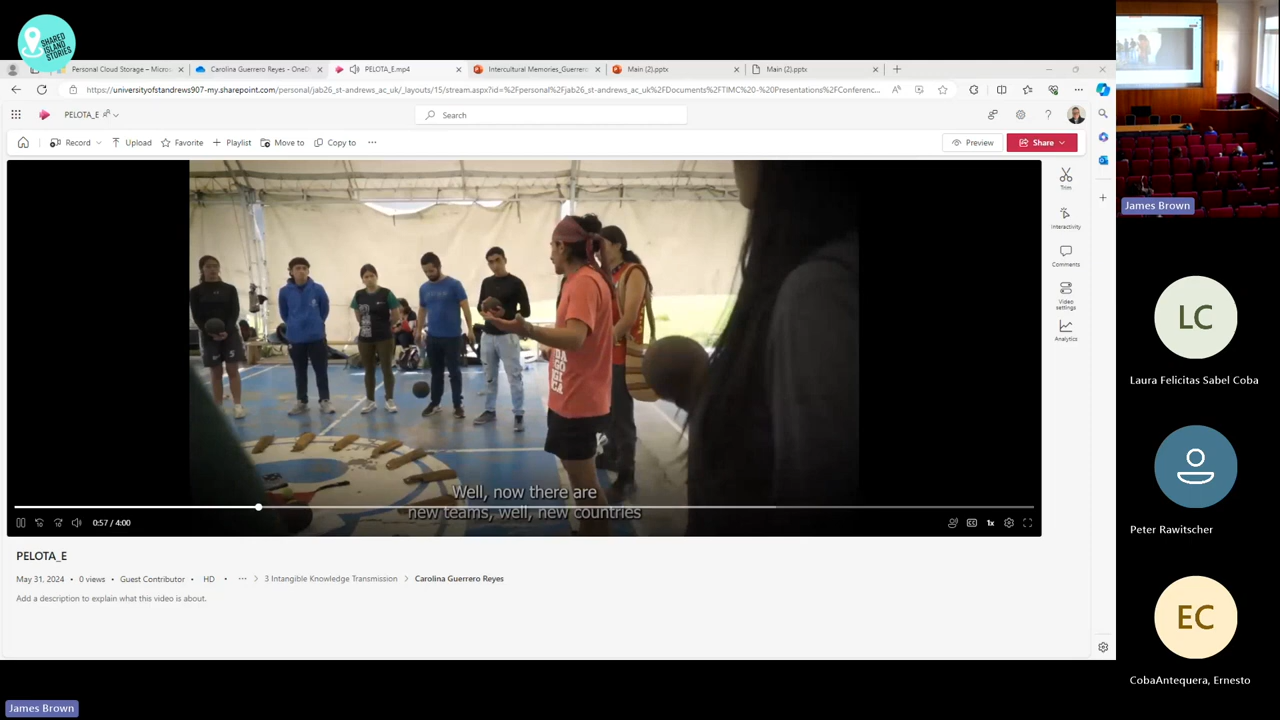 SHARED
ISLAND
STORIES
Personal Cloud Storage – Micros
Carolina Guerrero Reyes - OneD
PELOTA_E.mp4
Intercultural Memories_Guerrero
Main (2).pptx
Main (2).pptx
https://universityofstandrews907-my.sharepoint.com/personal/jab26_st-andrews_ac_uk/_layouts/15/stream.aspx?id=%2Fpersonal%2Fjab26_st-andrews_ac_uk%2FDocuments%2FTIMC%20-%20Presentations%2FConferenc...
PELOTA_E
Search
Record
Upload
Favorite
Playlist
Move to
Copy to
Preview
Share
Trim
Interactivity
Comments
Video
settings
Analytics
Well, now there are
new teams, well, new countries
0:57 / 4:00
1x
PELOTA_E
May 31, 2024 • 0 views • Guest Contributor • HD • ... > 3 Intangible Knowledge Transmission > Carolina Guerrero Reyes
Add a description to explain what this video is about.
James Brown
James Brown
LC
Laura Felicitas Sabel Coba
Peter Rawitscher
EC
CobaAntequera, Ernesto